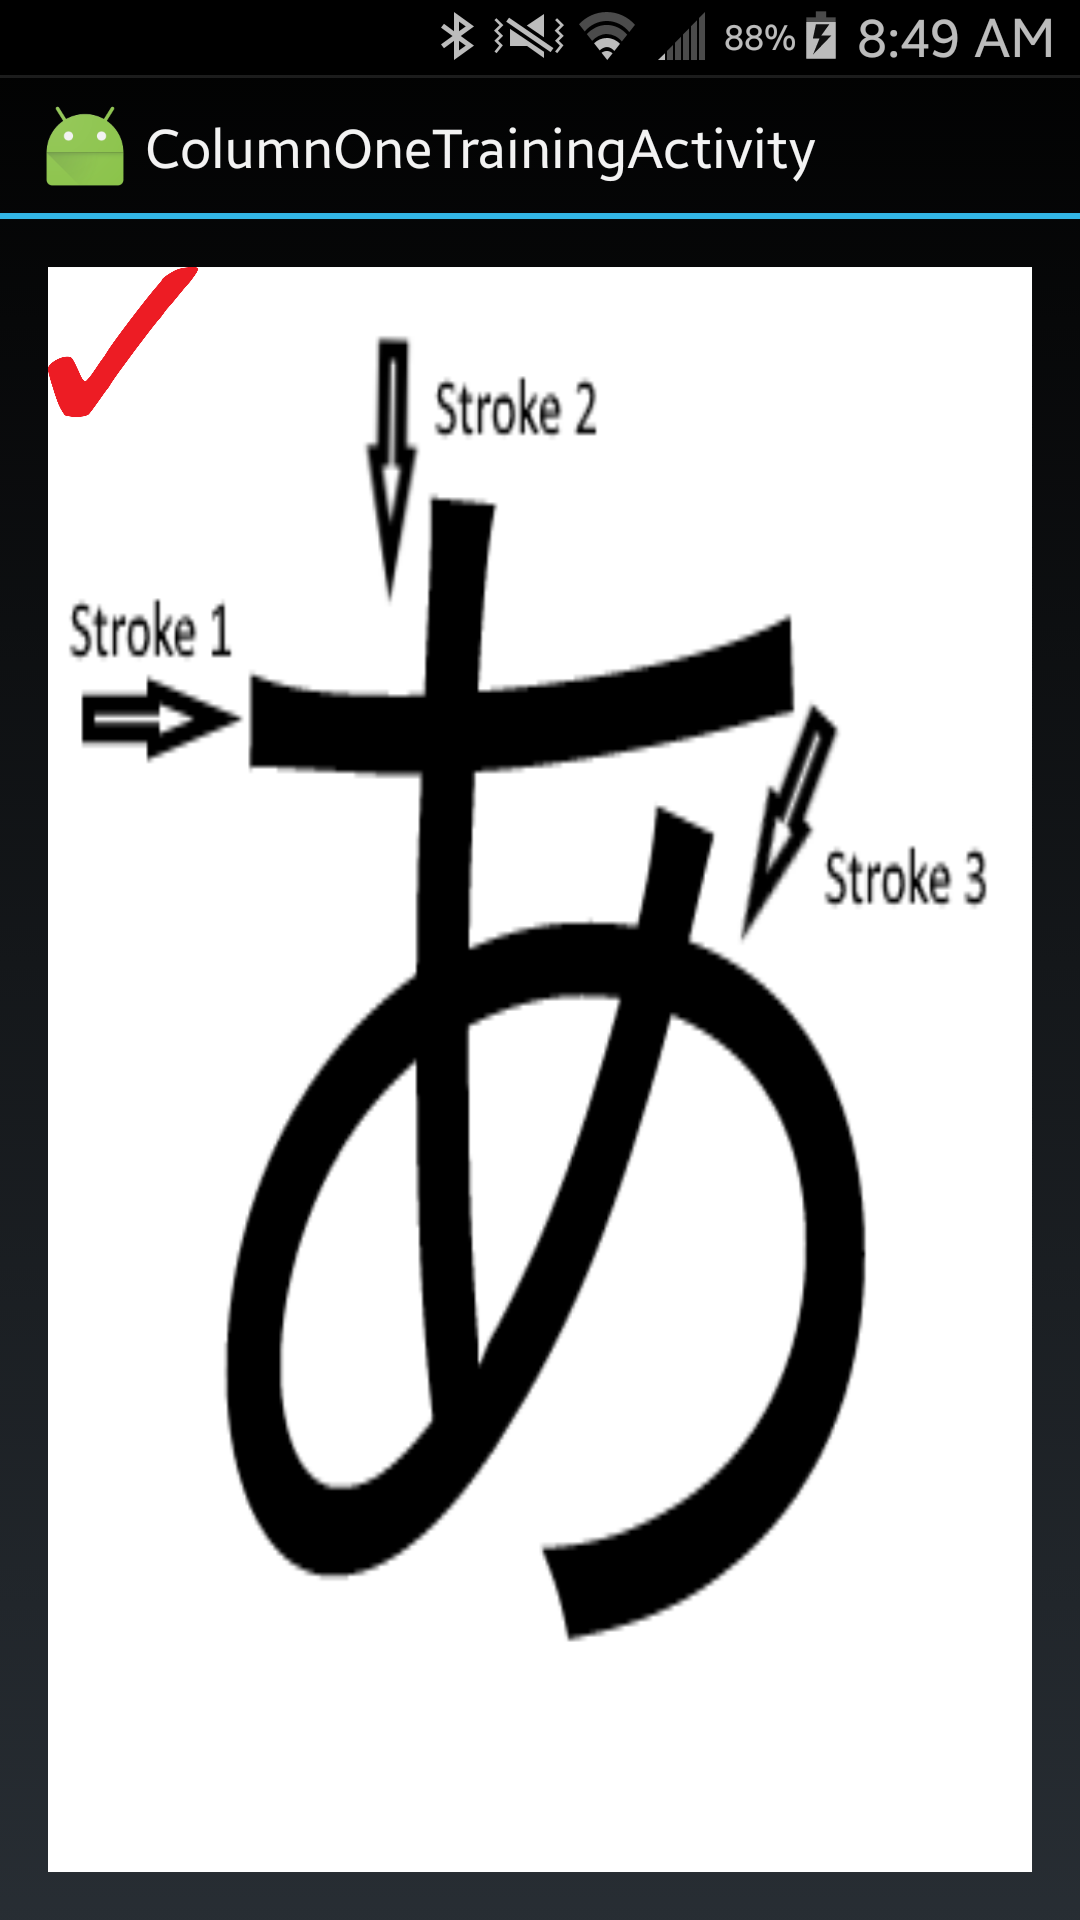 88% 8:49 AM
ColumnOneTrainingActivity
Stroke 2
Stroke 1
Stroke 3
あ